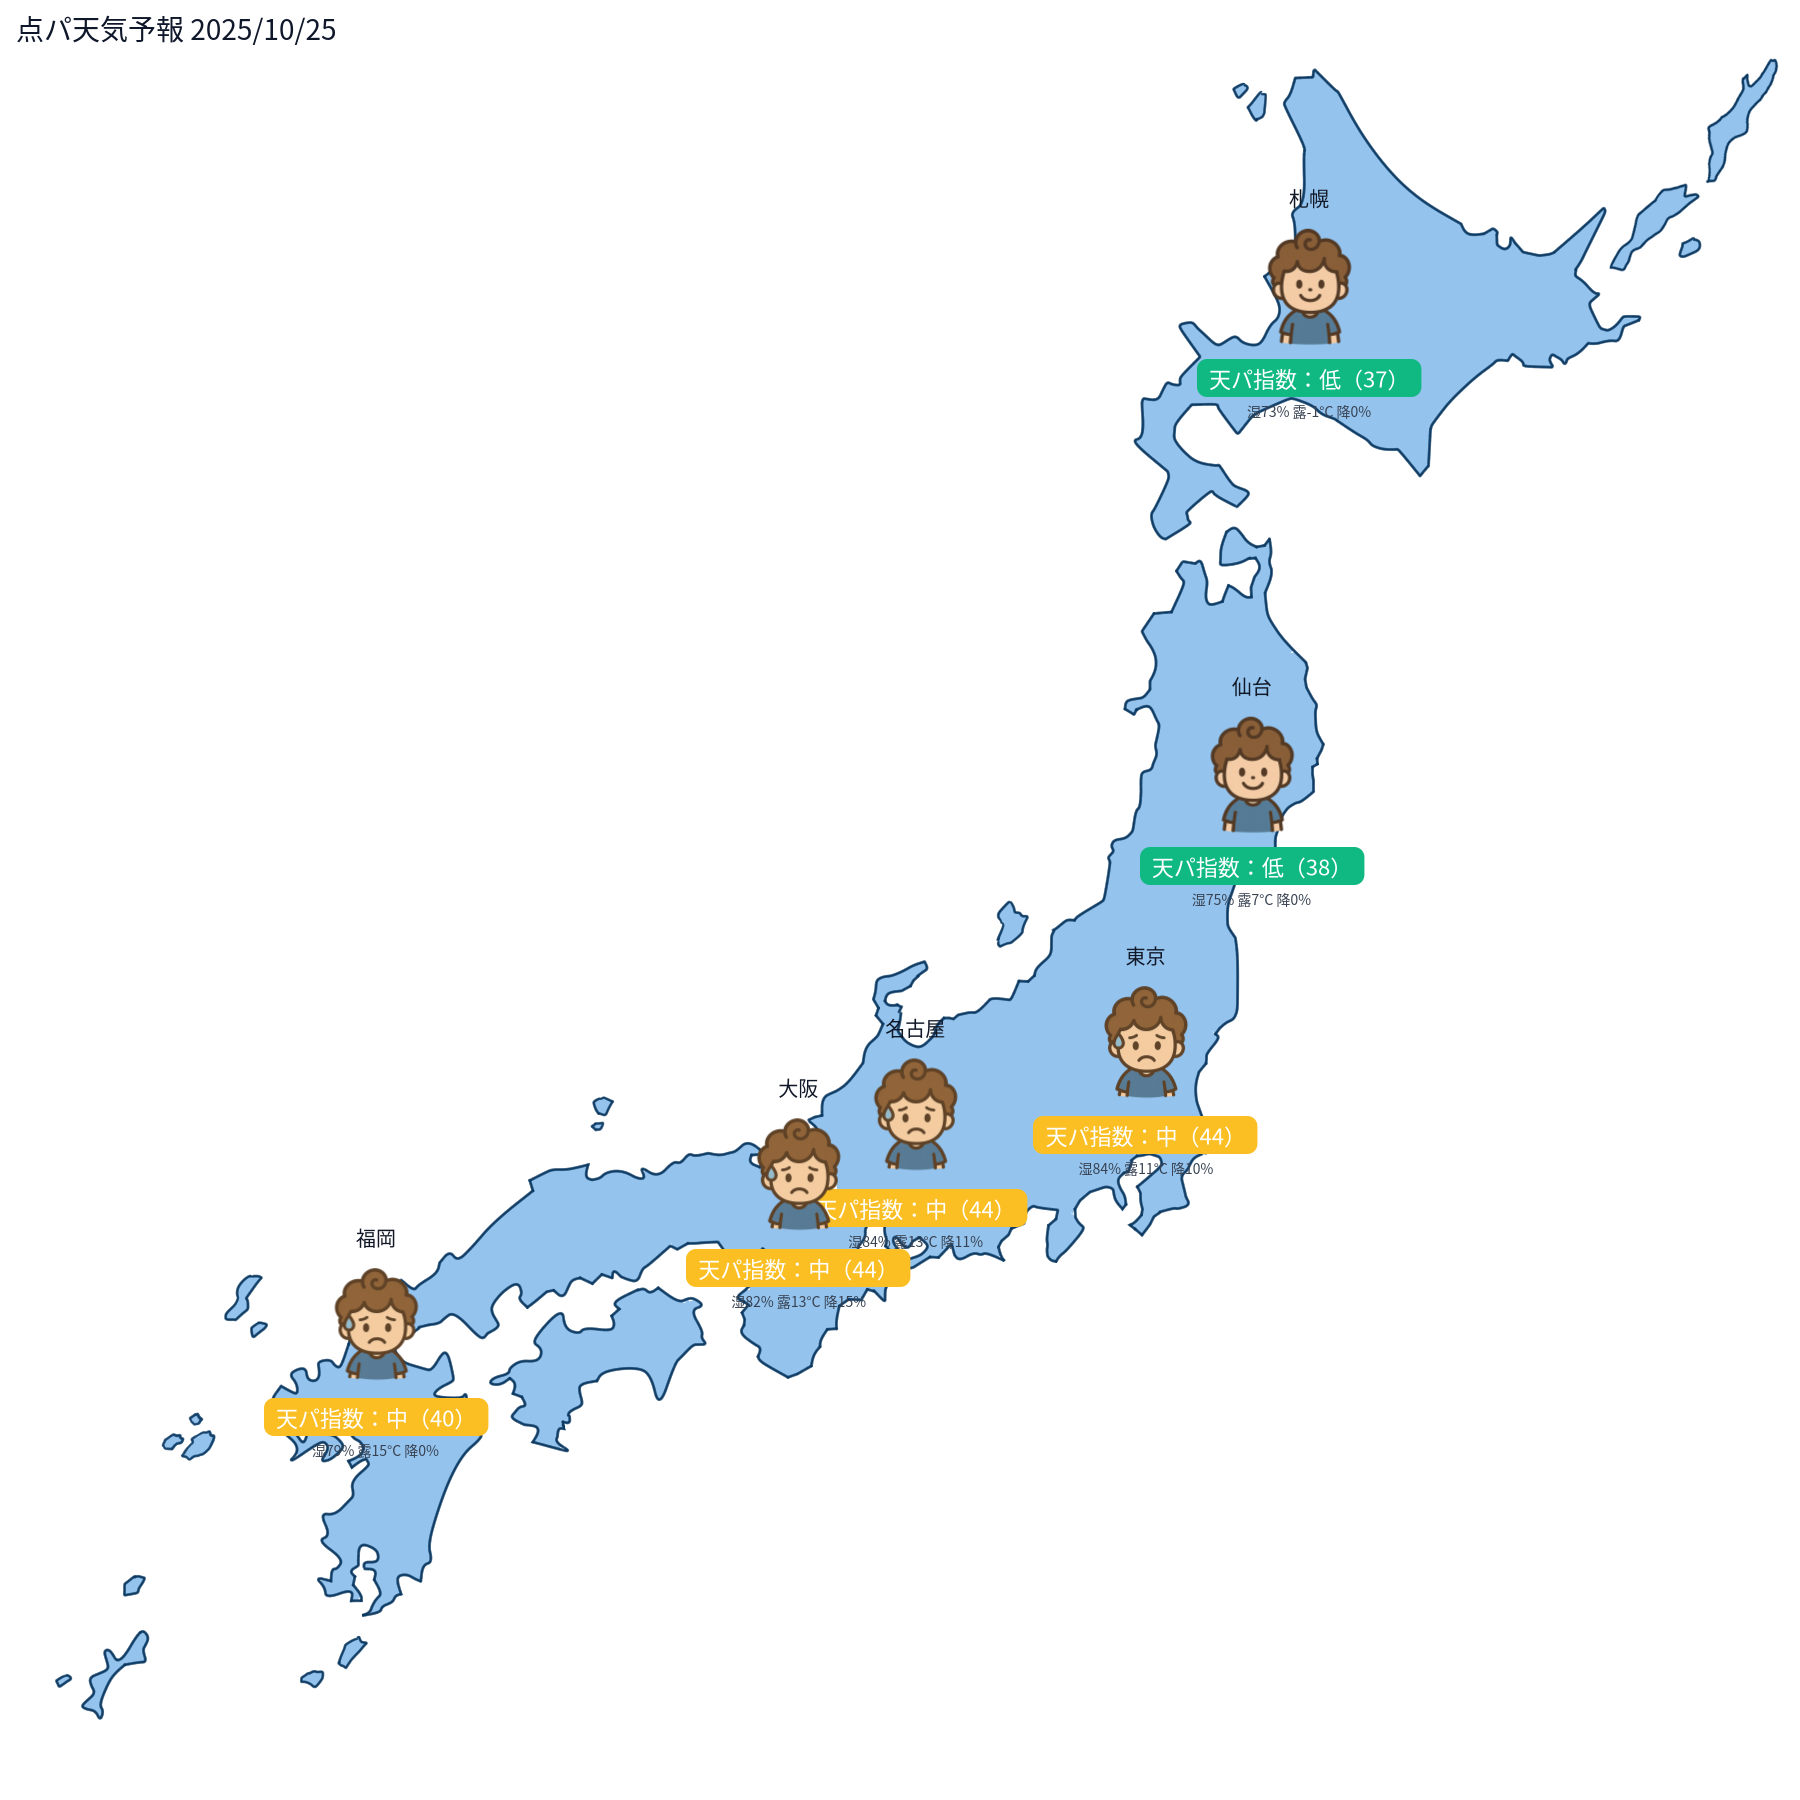 点パ天気予報 2025/10/25
札幌
天パ指数：低（37）
湿73% 露-1°C 降0%
仙台
天パ指数：低（38）
湿75% 露7°C 降0%
東京
天パ指数：中（44）
湿84% 露11°C 降10%
名古屋
天パ指数：中（44）
湿84% 露13°C 降11%
大阪
天パ指数：中（44）
湿82% 露13°C 降15%
福岡
天パ指数：中（40）
湿79% 露15°C 降0%